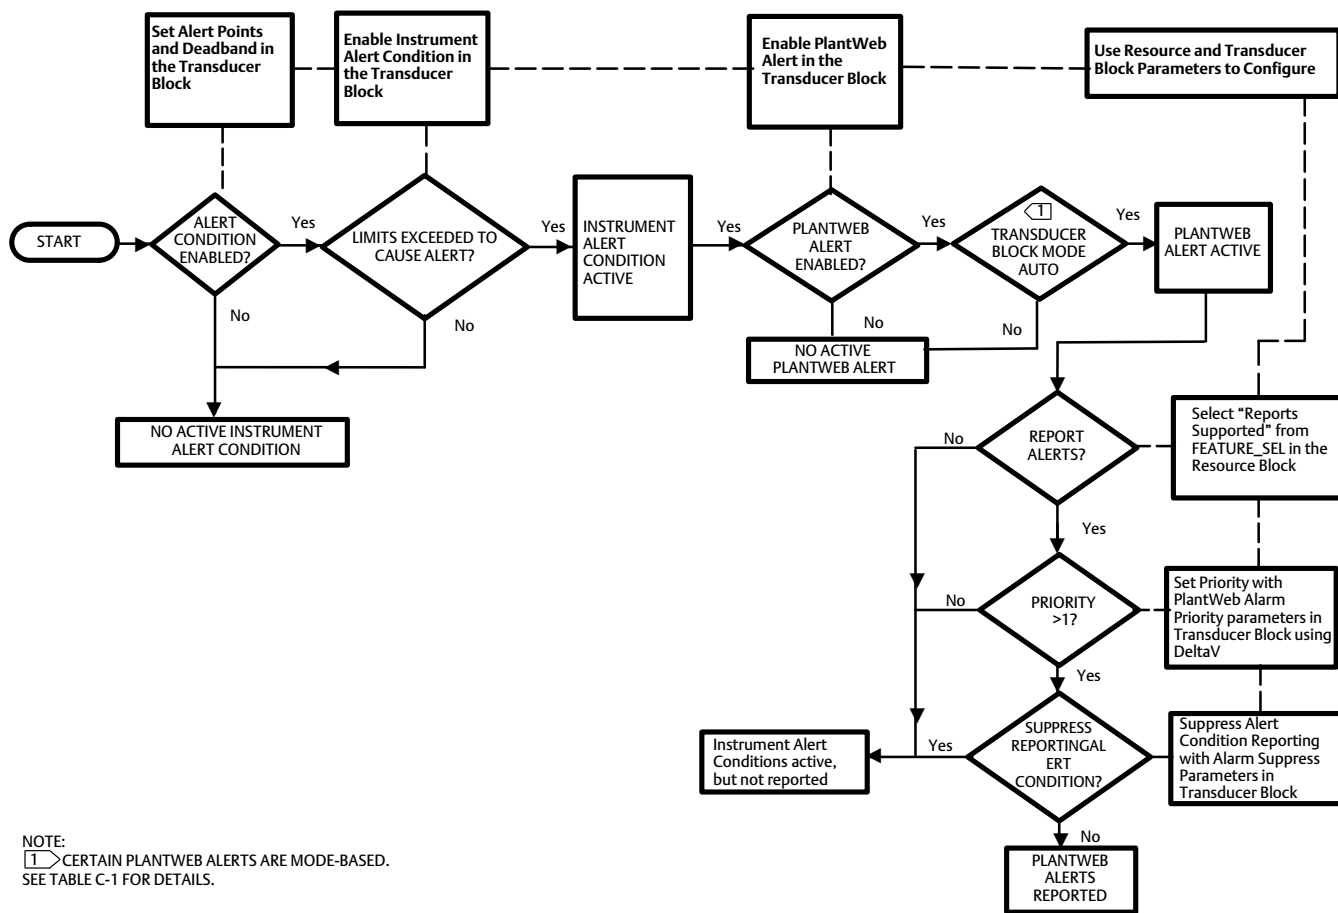 Set Alert Points
and Deadband in
the Transducer
Block
Enable Instrument
Alert Condition in
the Transducer
Block
Enable PlantWeb
Alert in the
Transducer Block
Use Resource and Transducer
Block Parameters to Configure
START
ALERT
CONDITION
ENABLED?
Yes
No
LIMITS EXCEEDED TO
CAUSE ALERT?
Yes
No
INSTRUMENT
ALERT
CONDITION
ACTIVE
Yes
PLANTWEB
ALERT
ENABLED?
Yes
No
1
TRANSDUCER
BLOCK MODE
AUTO
Yes
No
PLANTWEB
ALERT ACTIVE
NO ACTIVE
PLANTWEB ALERT
NO ACTIVE INSTRUMENT
ALERT CONDITION
REPORT
ALERTS?
No
Yes
Select “Reports
Supported” from
FEATURE_SEL in the
Resource Block
PRIORITY
>1?
No
Yes
Set Priority with
PlantWeb Alarm
Priority parameters in
Transducer Block using
DeltaV
SUPPRESS
REPORTINGAL
ERT
CONDITION?
Yes
No
Suppress Alert
Condition Reporting
with Alarm Suppress
Parameters in
Transducer Block
Instrument Alert
Conditions active,
but not reported
PLANTWEB
ALERTS
REPORTED
NOTE:
1 CERTAIN PLANTWEB ALERTS ARE MODE-BASED.
SEE TABLE C-1 FOR DETAILS.